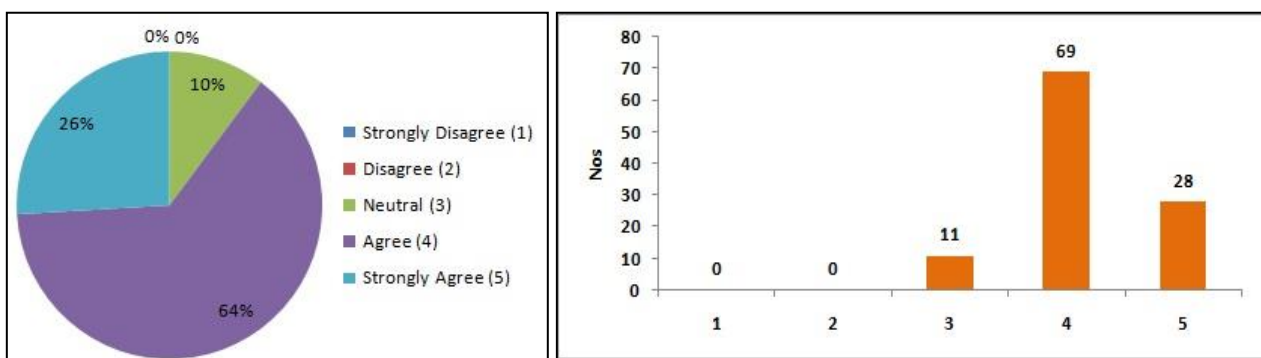 0% 0%
10%
26%
64%
Strongly Disagree (1)
Disagree (2)
Neutral (3)
Agree (4)
Strongly Agree (5)
80
70
60
50
40
30
20
10
0
Nos
0
0
11
69
28
1 2 3 4 5